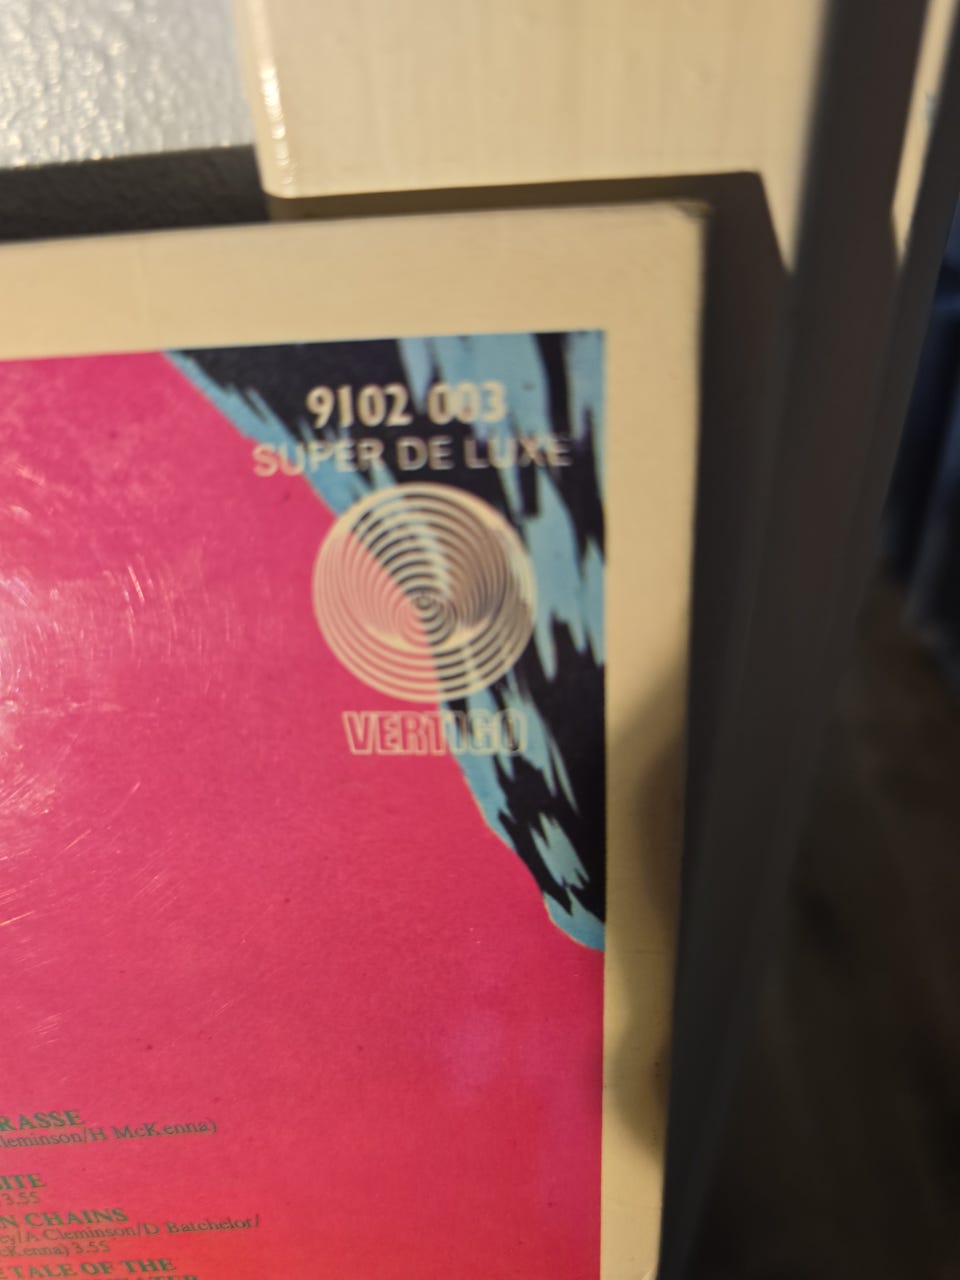 9102 003
SUPER DE LUXE
VERTIGO
RASSE
leminson/H McKenna)
ITE
3.55
N CHAINS
ey/A Cleminson/D Batchelor/
cKenna) 3.55
TALE OF THE